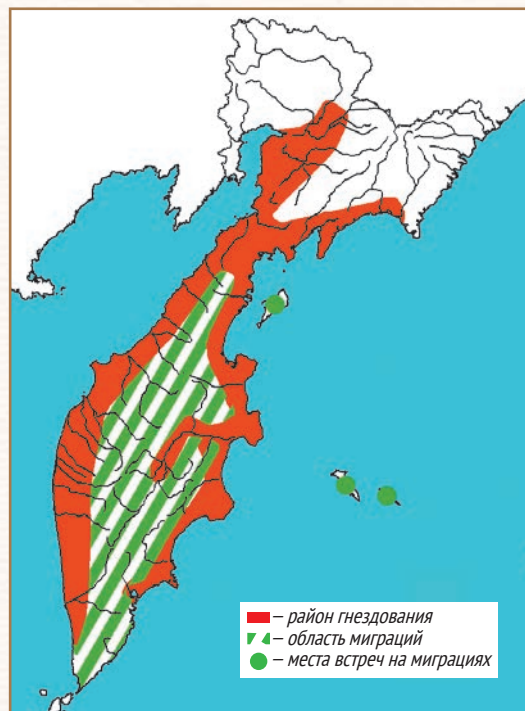 – район гнездования
– область миграций
– места встреч на миграциях